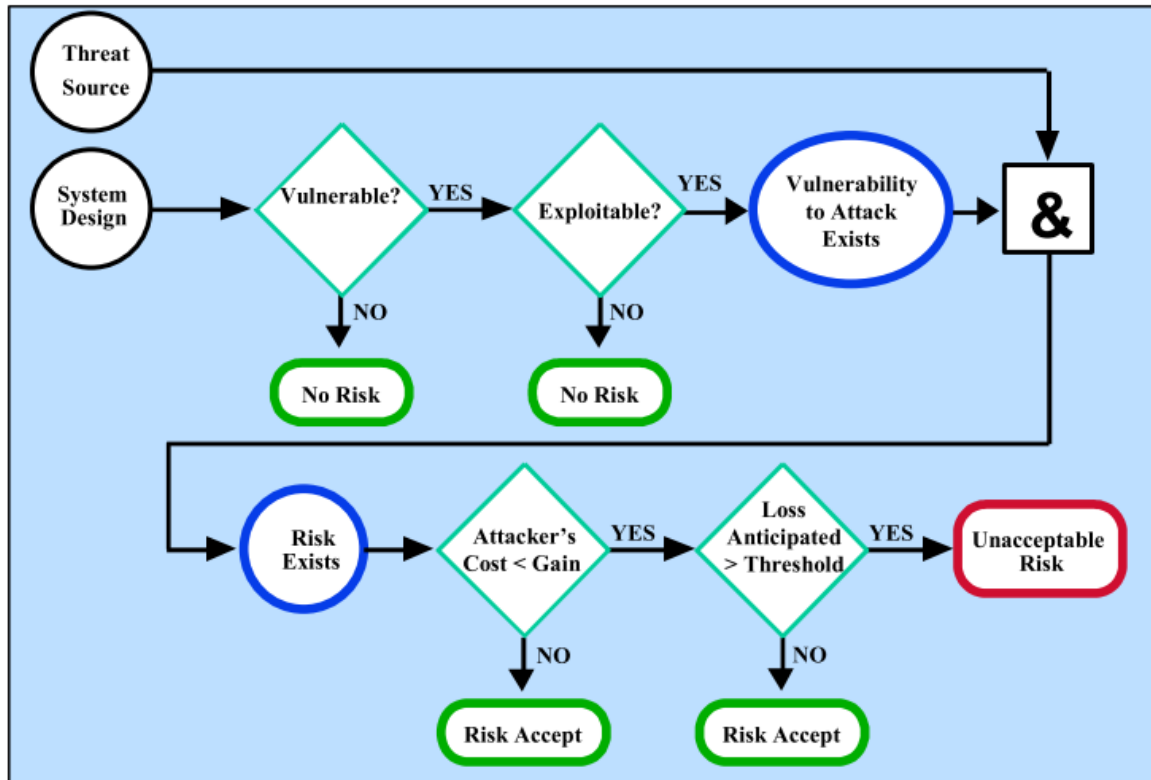 Threat
Source
System
Design
Vulnerable?
YES
Exploitable?
YES
Vulnerability
to Attack
Exists
&
NO
NO
No Risk
No Risk
Risk
Exists
Attacker's
Cost < Gain
YES
Loss
Anticipated
> Threshold
YES
Unacceptable
Risk
NO
NO
Risk Accept
Risk Accept